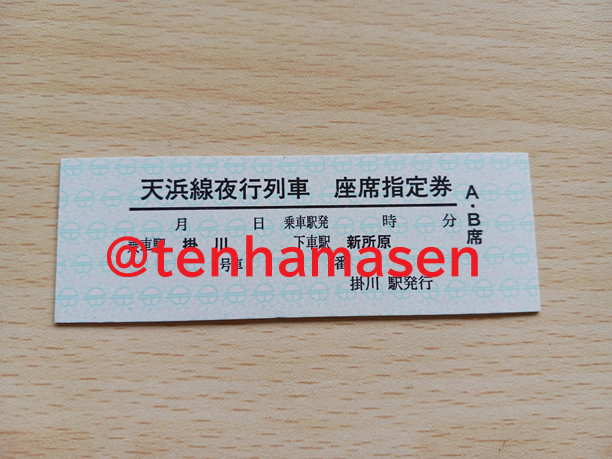 天浜線夜行列車 座席指定券
A・B席
月 日 乗車駅発 時 分
乗車駅 掛川 下車駅 新所原
@tenhamasen
号車 番
掛川 駅発行